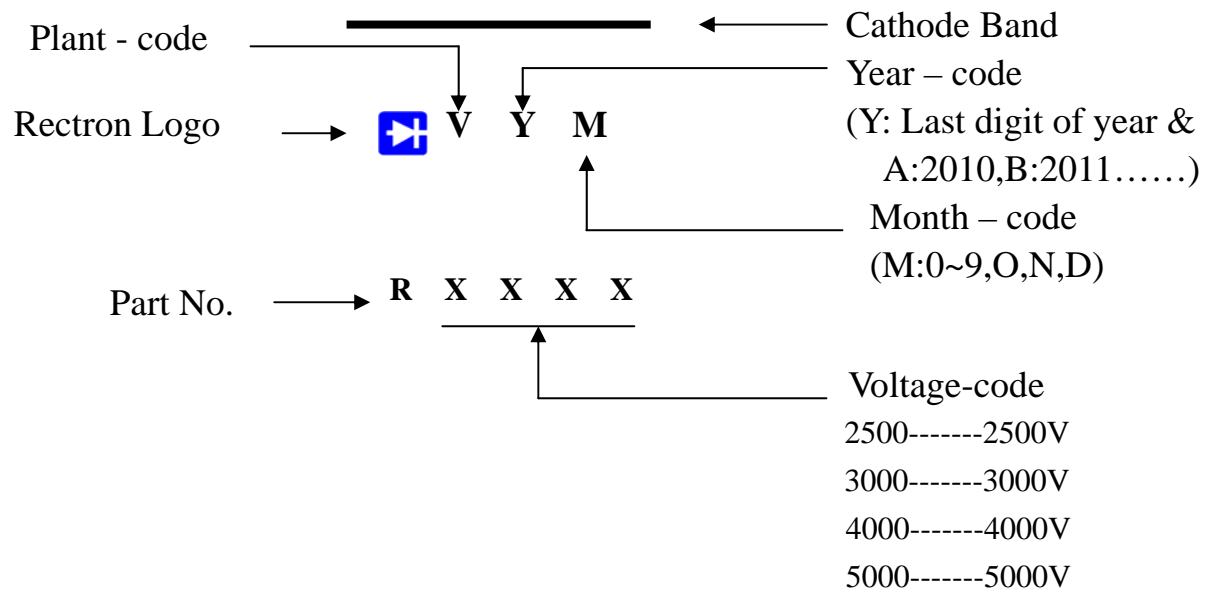 Plant - code
Cathode Band
Year – code
Rectron Logo
V Y M
(Y: Last digit of year &
A:2010,B:2011……)
Month – code
(M:0~9,O,N,D)
Part No.
R X X X X
Voltage-code
2500-------2500V
3000-------3000V
4000-------4000V
5000-------5000V